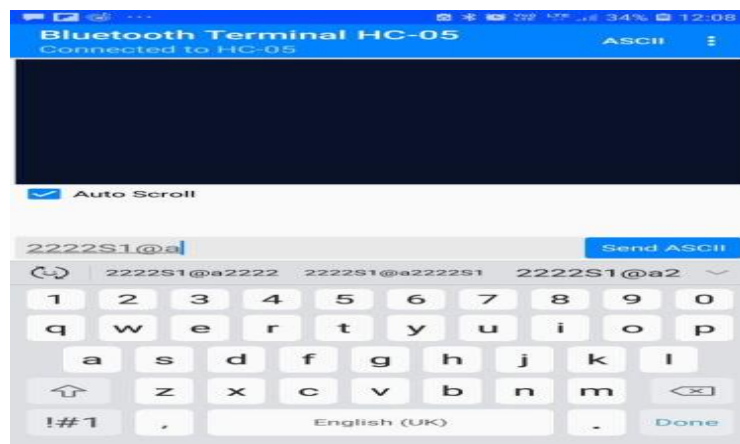 34% 12:08
Bluetooth Terminal HC-05
ASCII
Connected to HC-05
Auto Scroll
2222S1@a
Send ASCII
2222S1@a2222 2222S1@a2222S1 2222S1@a2
1 2 3 4 5 6 7 8 9 0
q w e r t y u i o p
a s d f g h j k l
z x c v b n m
!#1 , English (UK) . Done